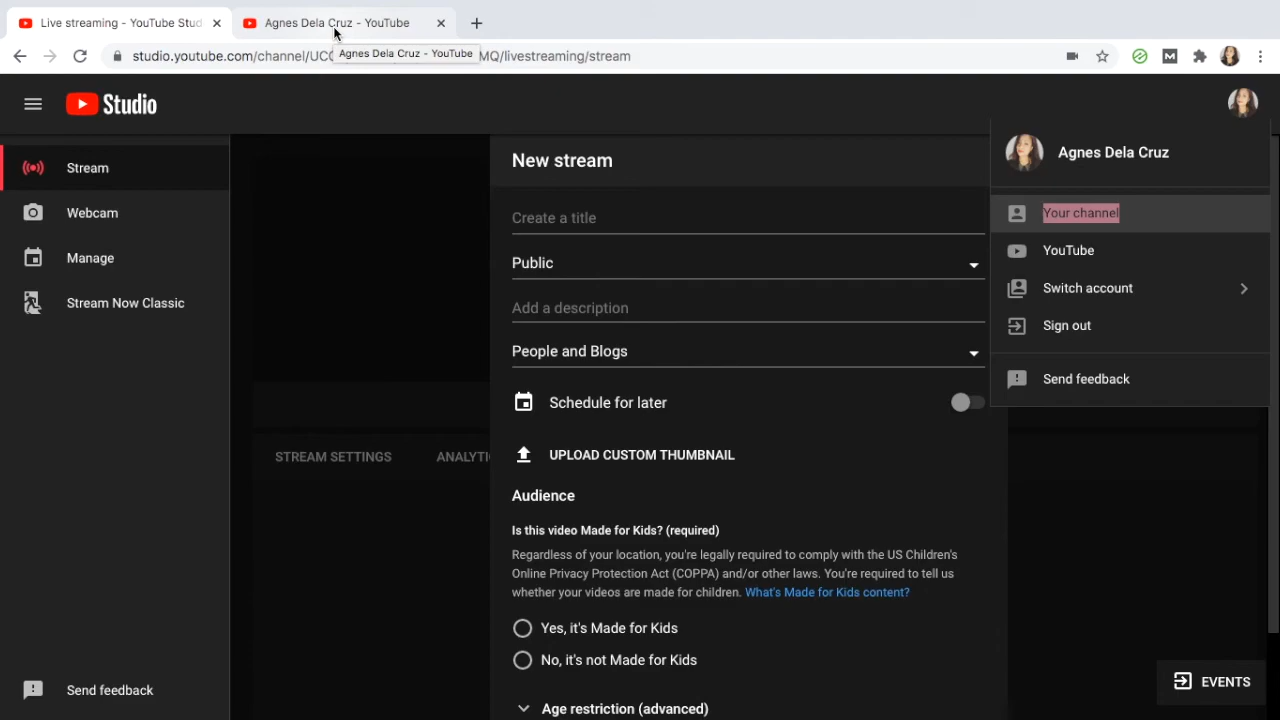 Live streaming - YouTube Stud
Agnes Dela Cruz - YouTube
studio.youtube.com/channel/UCC
MQ/livestreaming/stream
Agnes Dela Cruz - YouTube
Studio
Stream
Webcam
Manage
Stream Now Classic
Send feedback
New stream
Create a title
Public
Add a description
People and Blogs
Schedule for later
UPLOAD CUSTOM THUMBNAIL
Audience
Is this video Made for Kids? (required)
Regardless of your location, you're legally required to comply with the US Children's
Online Privacy Protection Act (COPPA) and/or other laws. You're required to tell us
whether your videos are made for children. What's Made for Kids content?
Yes, it's Made for Kids
No, it's not Made for Kids
Age restriction (advanced)
STREAM SETTINGS
ANALYTI
Agnes Dela Cruz
Your channel
YouTube
Switch account
Sign out
Send feedback
EVENTS